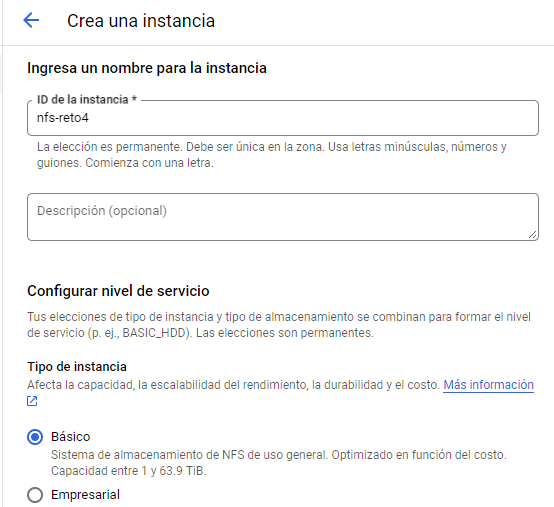 Crea una instancia
Ingresa un nombre para la instancia
ID de la instancia *
nfs-reto4
La elección es permanente. Debe ser única en la zona. Usa letras minúsculas, números y
guiones. Comienza con una letra.
Descripción (opcional)
Configurar nivel de servicio
Tus elecciones de tipo de instancia y tipo de almacenamiento se combinan para formar el nivel
de servicio (p. ej., BASIC_HDD). Las elecciones son permanentes.
Tipo de instancia
Afecta la capacidad, la escalabilidad del rendimiento, la durabilidad y el costo. Más información
Básico
Sistema de almacenamiento de NFS de uso general. Optimizado en función del costo.
Capacidad entre 1 y 63.9 TiB.
Empresarial